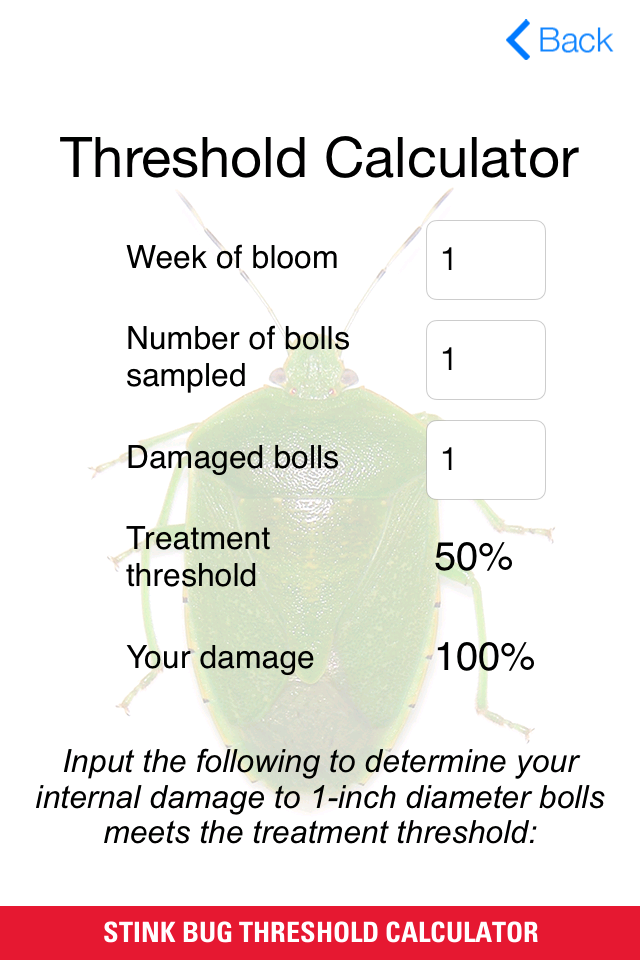 Back
Threshold Calculator
Week of bloom
1
Number of bolls
sampled
1
Damaged bolls
1
Treatment
threshold
50%
Your damage
100%
Input the following to determine your
internal damage to 1-inch diameter bolls
meets the treatment threshold:
STINK BUG THRESHOLD CALCULATOR